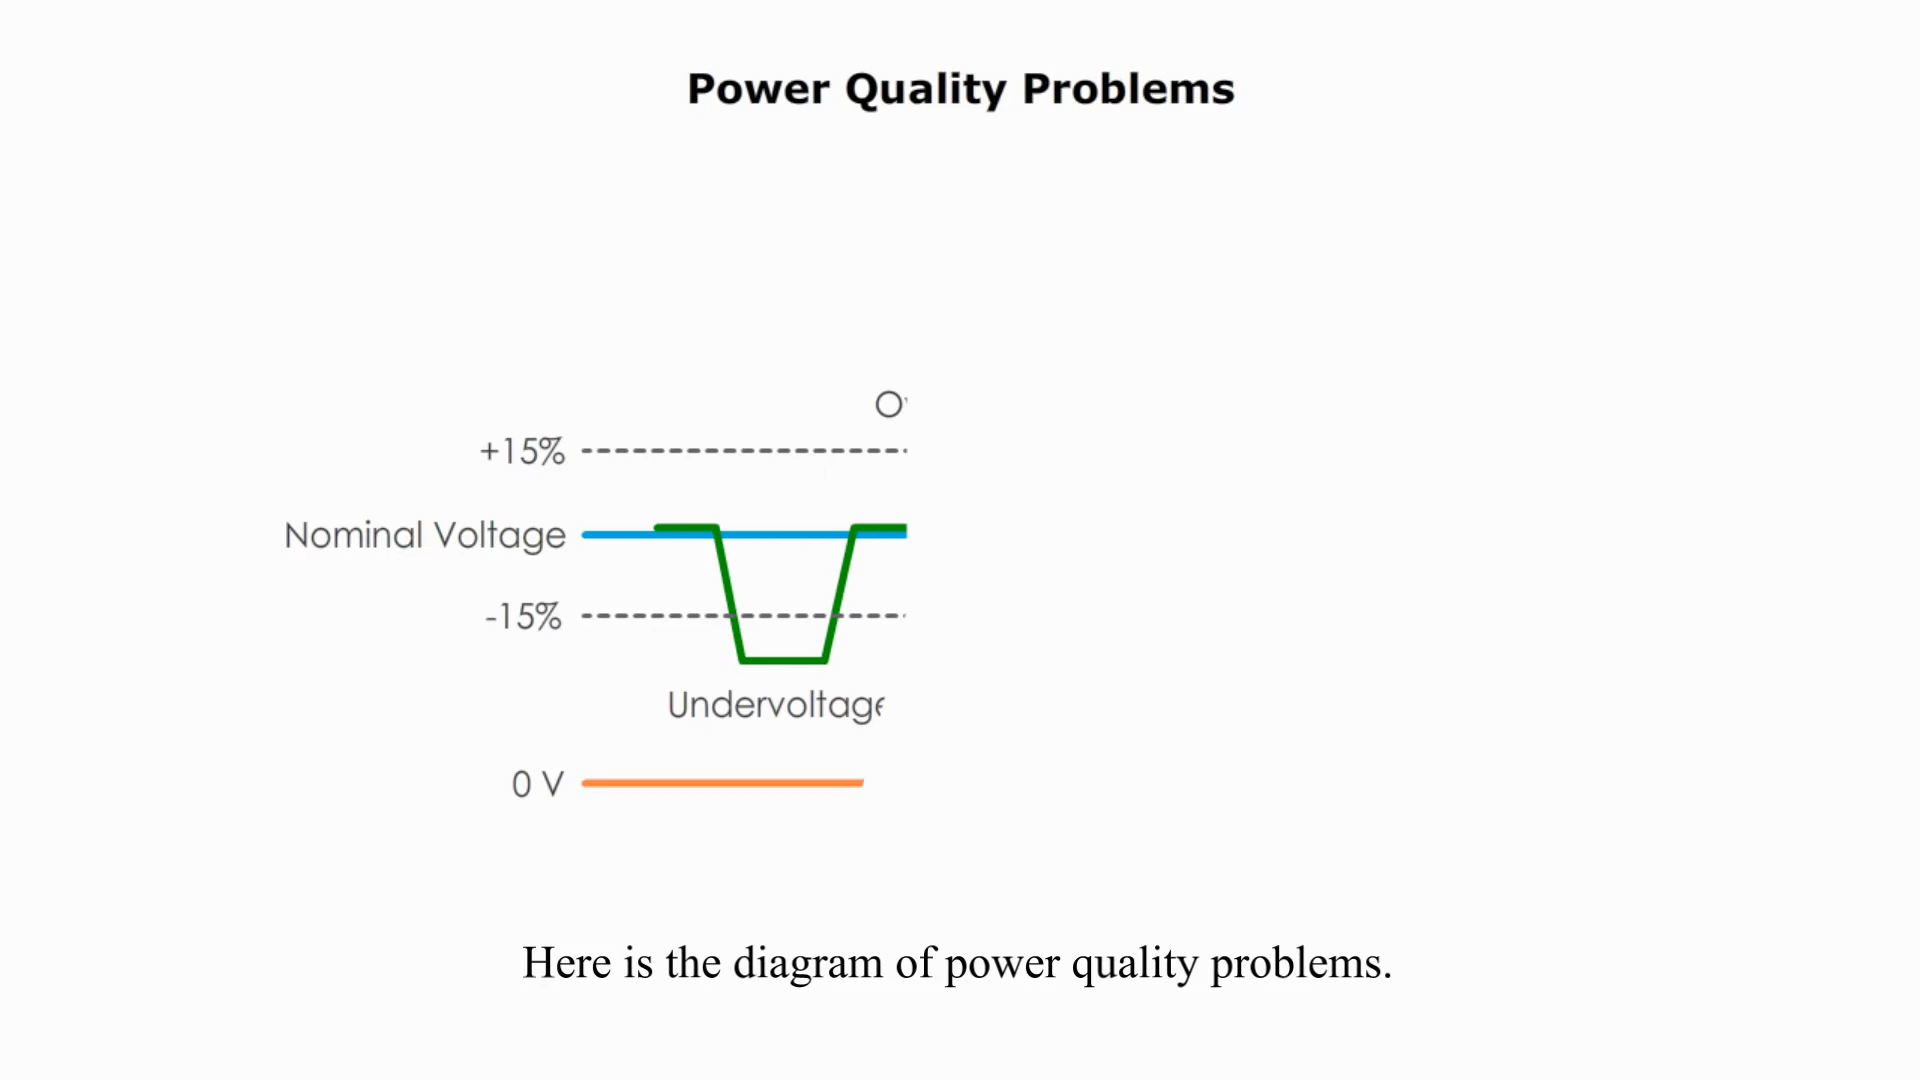 Power Quality Problems
+15%
Nominal Voltage
-15%
Undervoltage
0 V
Here is the diagram of power quality problems.